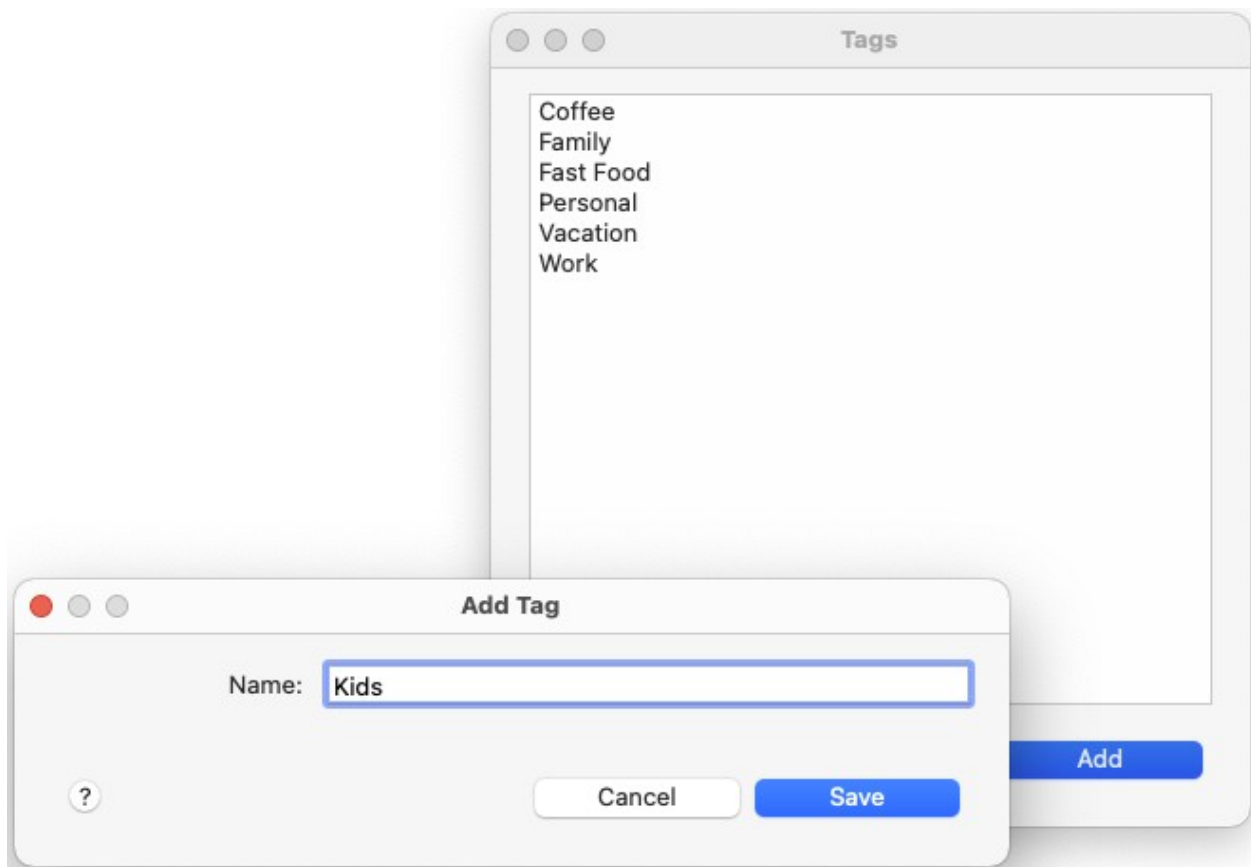 Tags
Coffee
Family
Fast Food
Personal
Vacation
Work
Add
Add Tag
Name: Kids
? Cancel Save